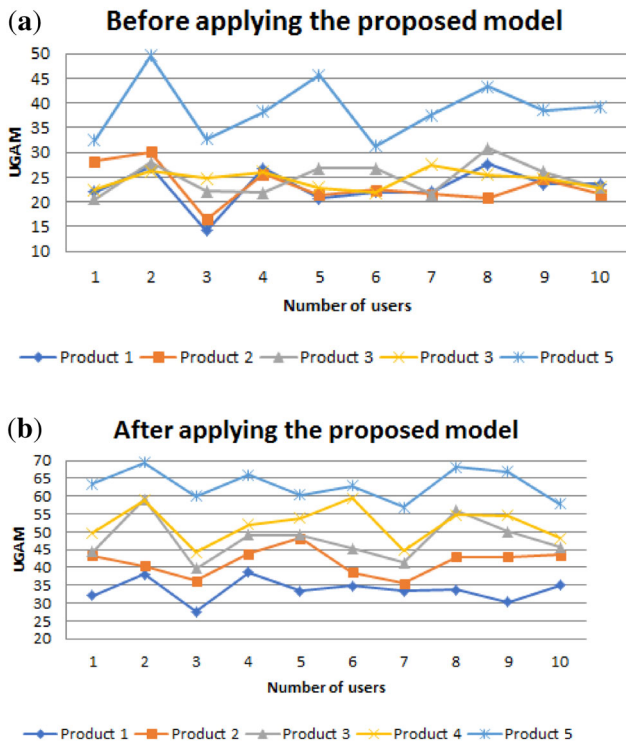 (a) Before applying the proposed model
50
45
40
35
30
25
20
15
10
UGAM
1 2 3 4 5 6 7 8 9 10
Number of users
Product 1 Product 2 Product 3 Product 3 Product 5
(b) After applying the proposed model
70
65
60
55
50
45
40
35
30
25
20
UGAM
1 2 3 4 5 6 7 8 9 10
Number of users
Product 1 Product 2 Product 3 Product 4 Product 5